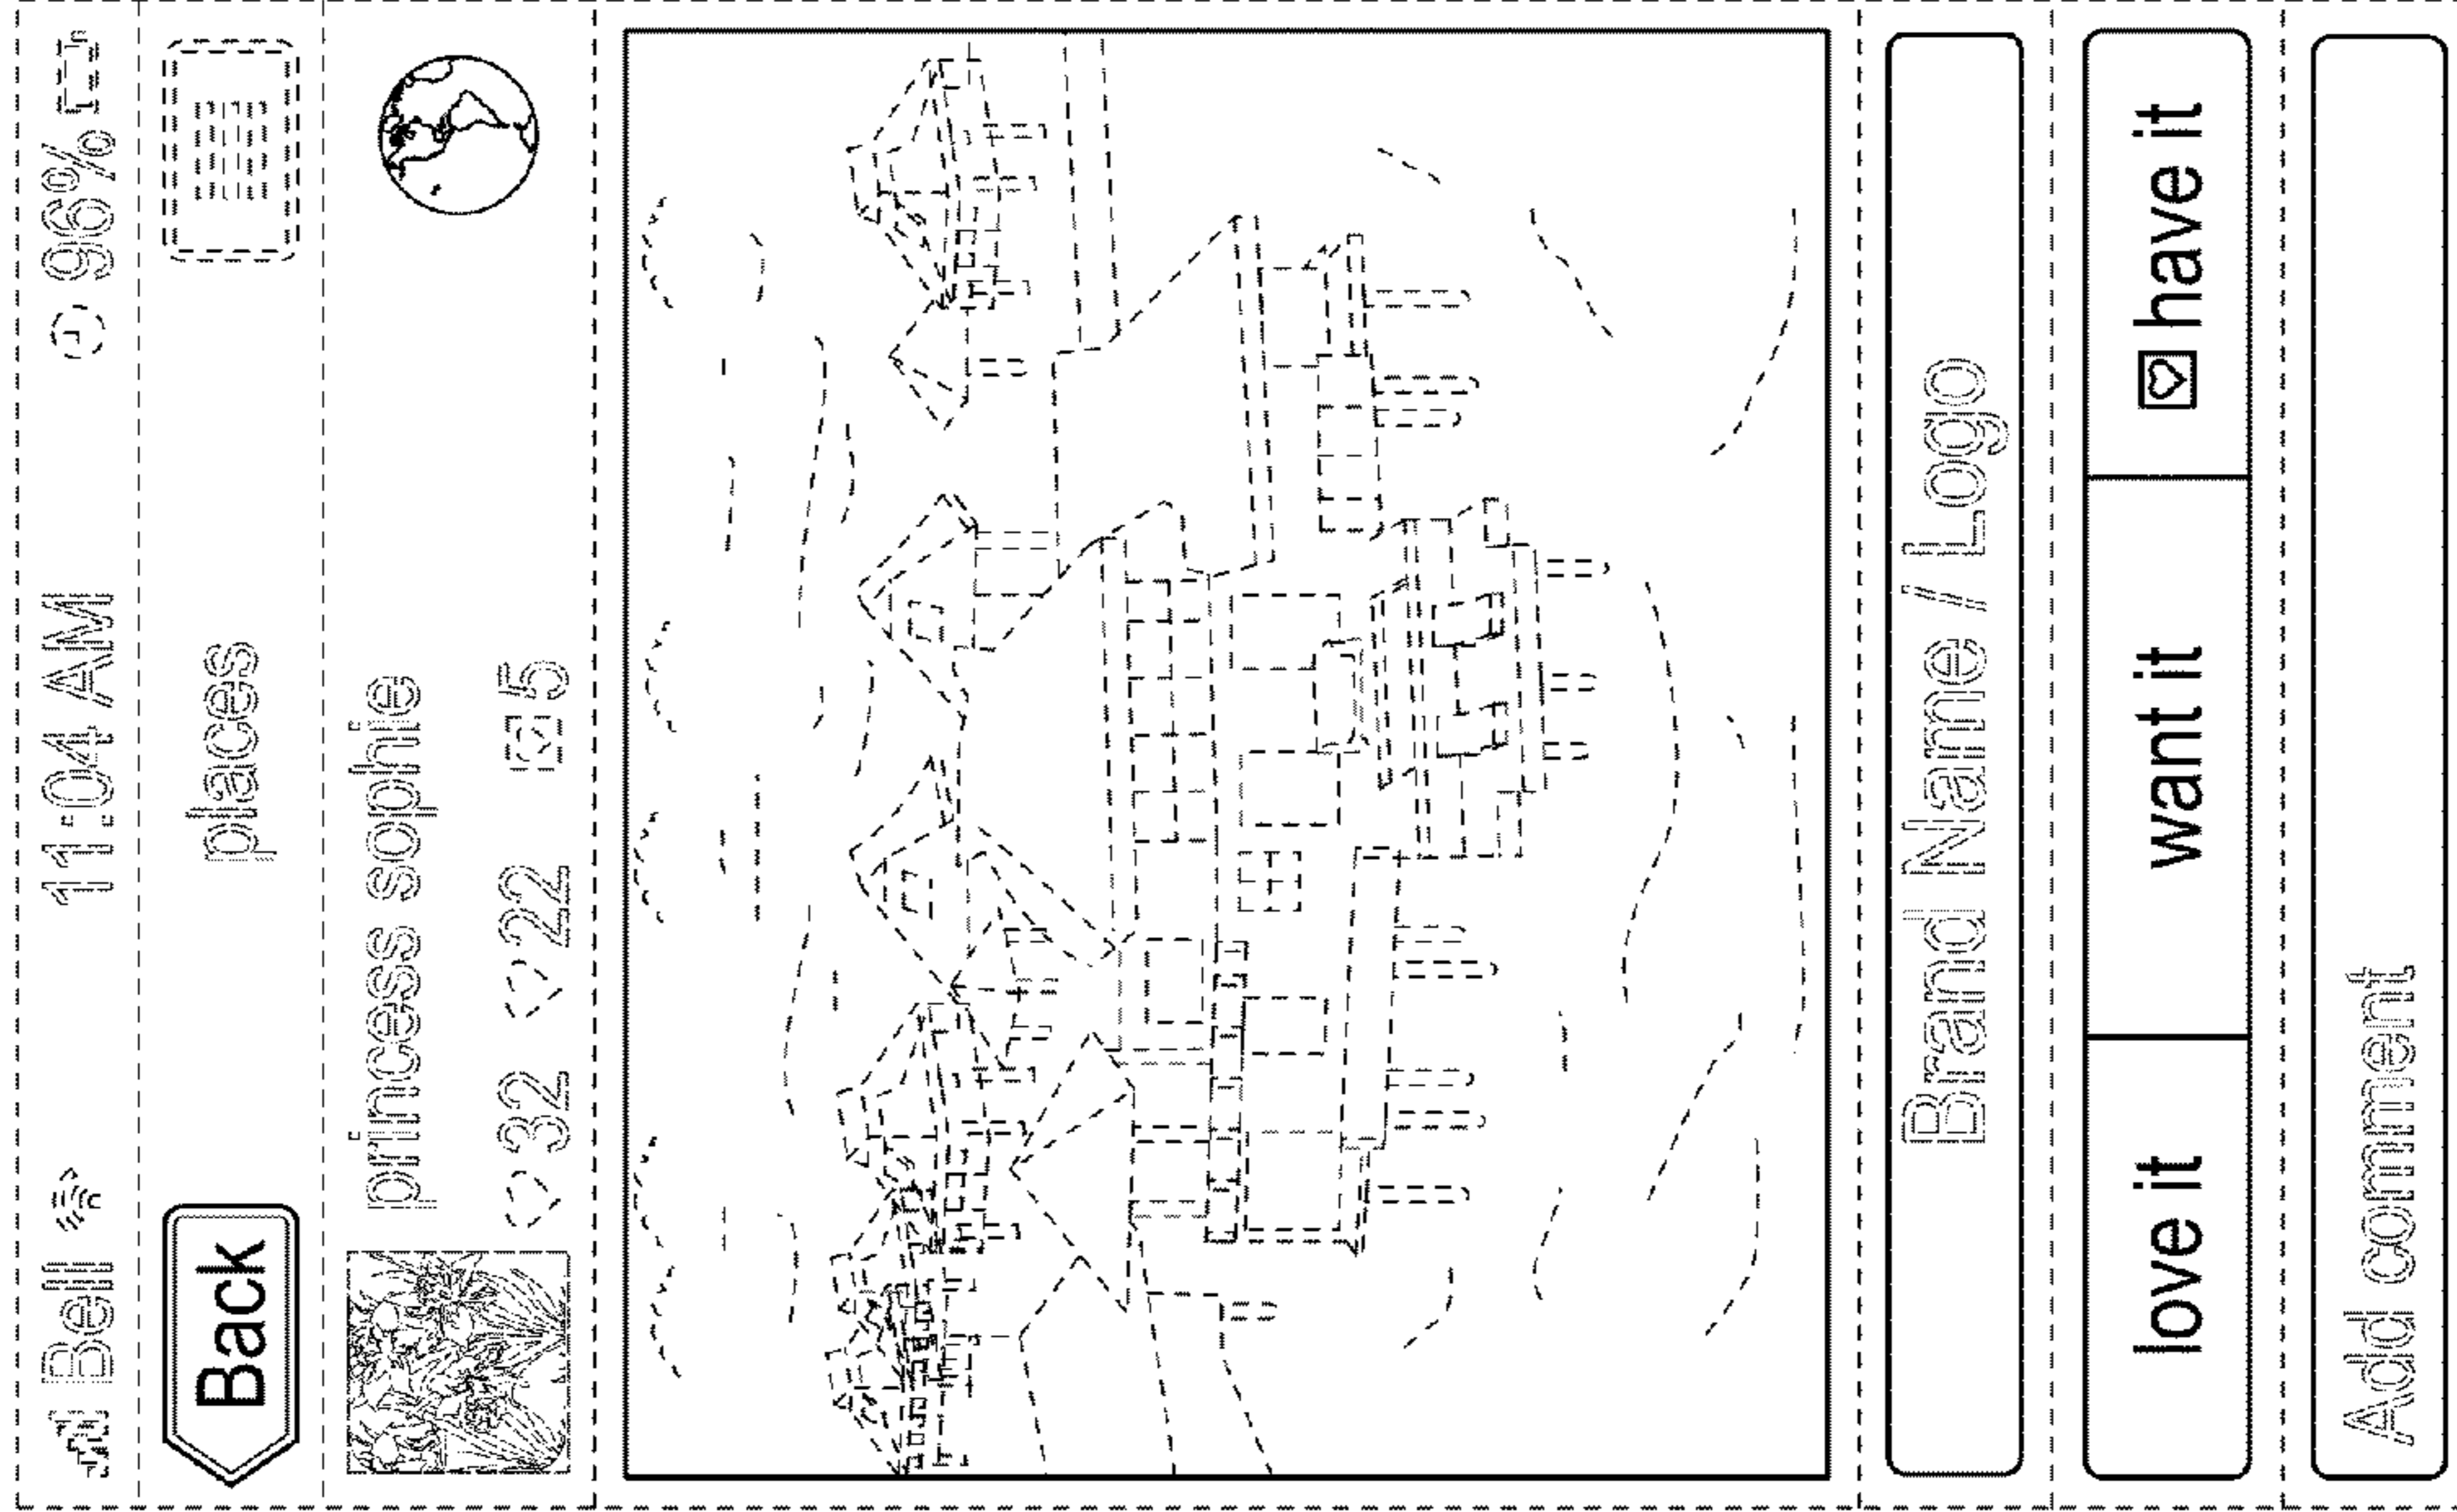 Bell 11:04 AM 96%
Back places
princess sophie
32 22 5
Brand Name / Logo
love it want it have it
Add comment